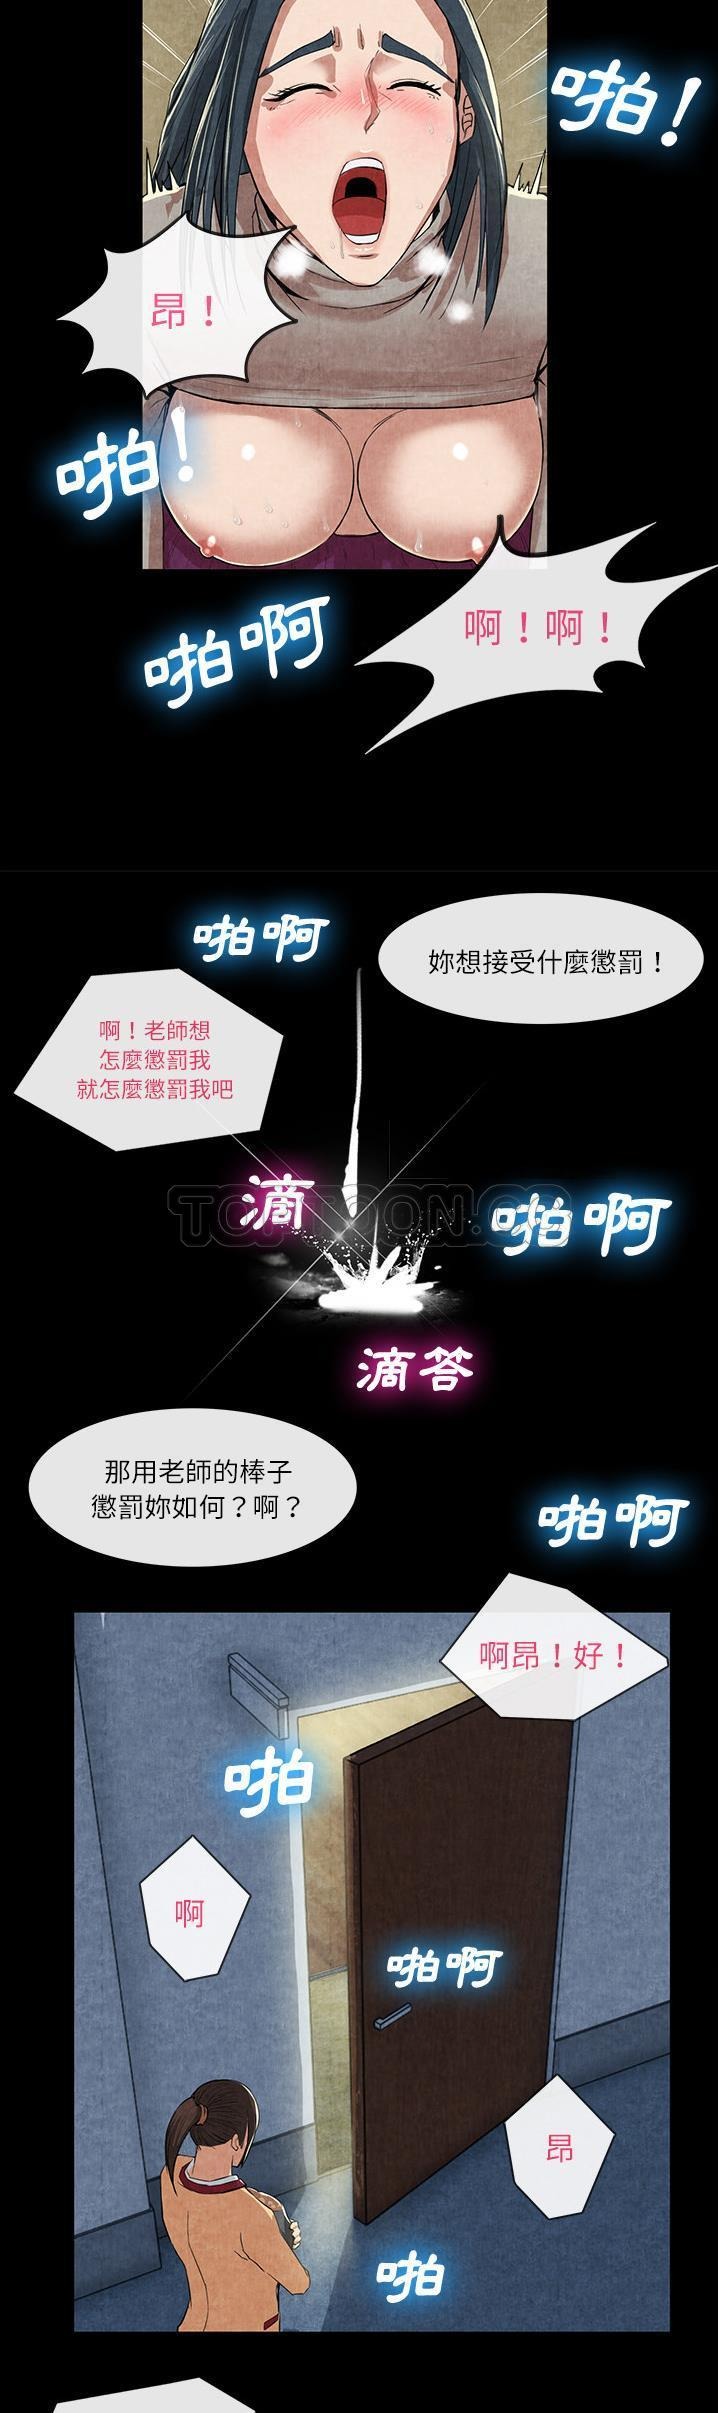 啪！
昂！
啪！
啊！啊！
啪啊
啪啊
妳想接受什麼懲罰！
啊！老師想
怎麼懲罰我
就怎麼懲罰我吧
滴
啪啊
滴答
那用老師的棒子
懲罰妳如何？啊？
啪啊
啊昂！好！
啪
啊
啪啊
昂
啪